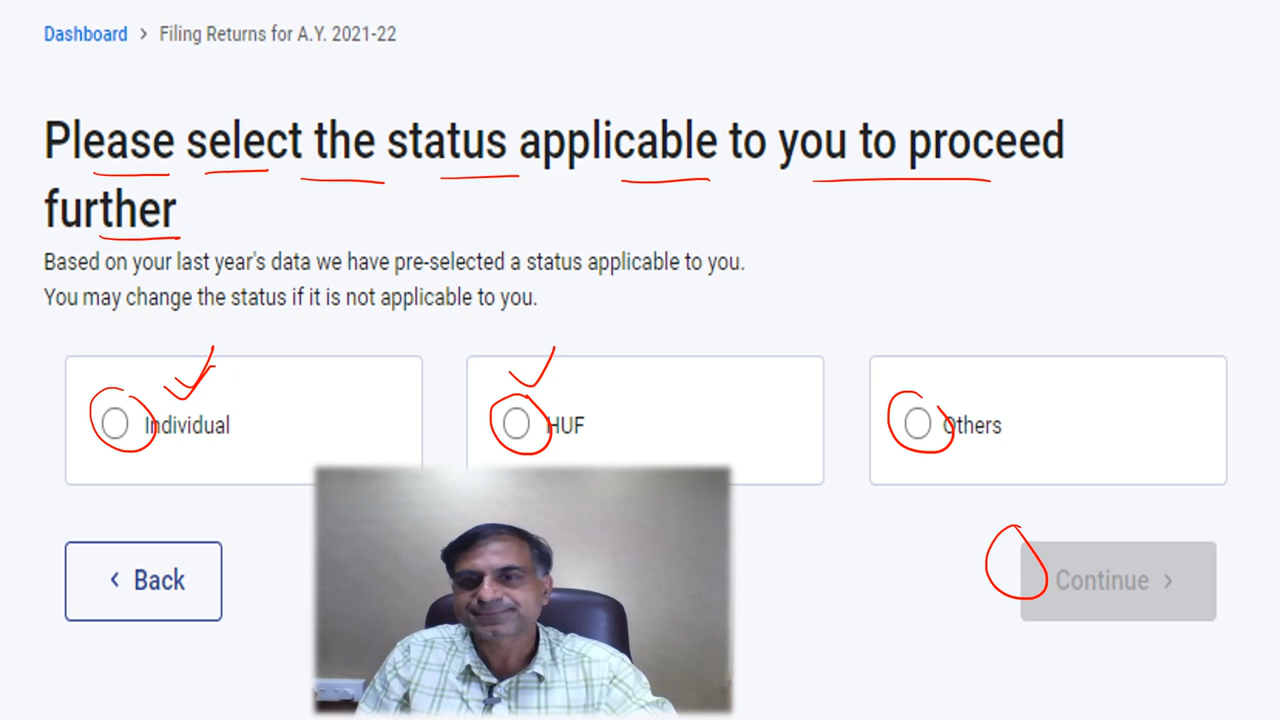 Dashboard > Filing Returns for A.Y. 2021-22
Please select the status applicable to you to proceed
further
Based on your last year's data we have pre-selected a status applicable to you.
You may change the status if it is not applicable to you.
Individual HUF Others
< Back Continue >